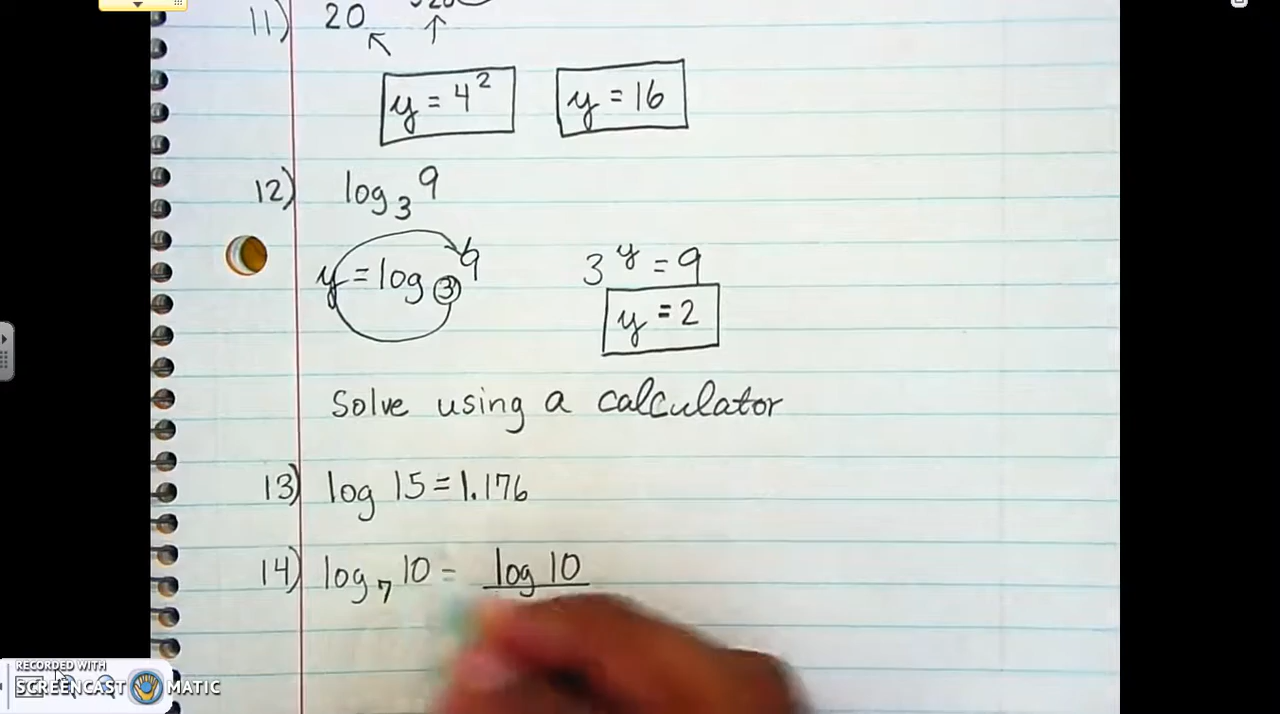 11) 20
y = 4²
y = 16
12) log₃ 9
y = log₃ 9
3ʸ = 9
y = 2
Solve using a calculator
13) log 15 = 1.176
14) log₇ 10 = log 10
RECORDED WITH
SCREENCAST MATIC